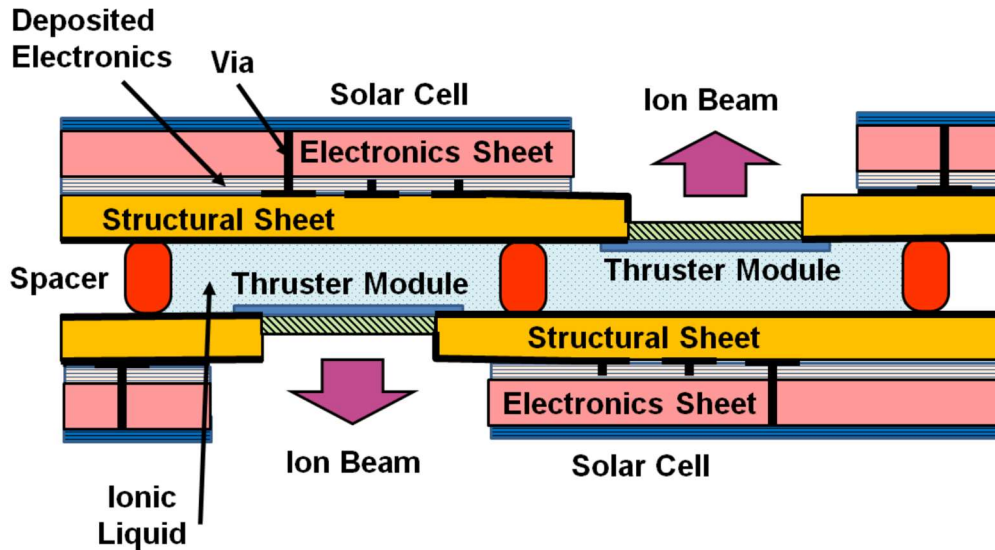 Deposited
Electronics
Via
Solar Cell
Ion Beam
Electronics Sheet
Structural Sheet
Spacer
Thruster Module
Thruster Module
Structural Sheet
Electronics Sheet
Ion Beam
Solar Cell
Ionic
Liquid